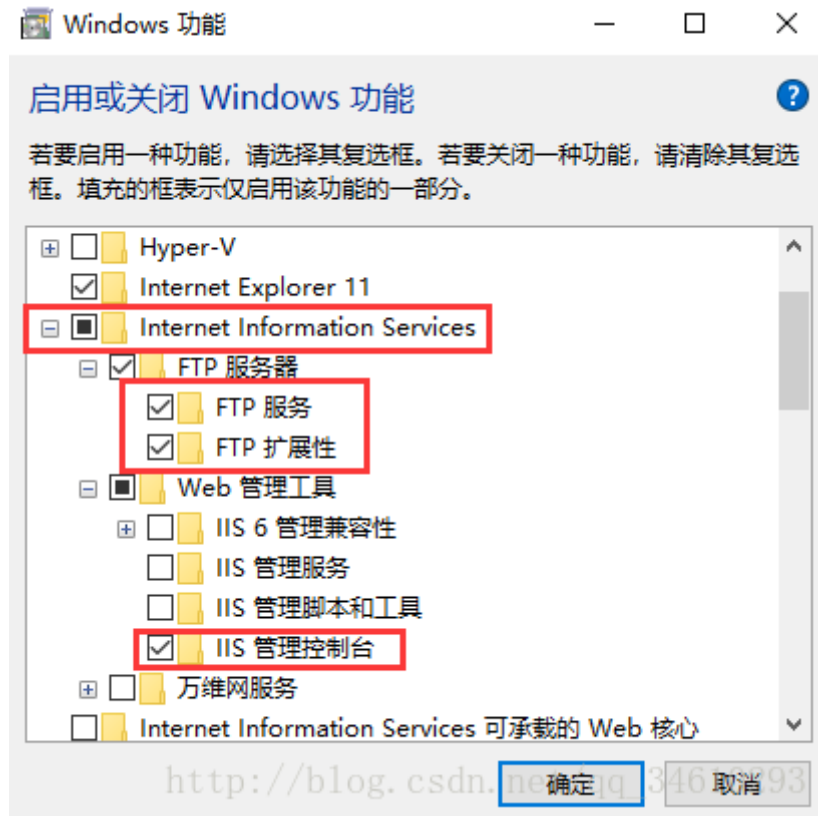 Windows 功能
启用或关闭 Windows 功能
若要启用一种功能，请选择其复选框。若要关闭一种功能，请清除其复选
框。填充的框表示仅启用该功能的一部分。
Hyper-V
Internet Explorer 11
Internet Information Services
FTP 服务器
FTP 服务
FTP 扩展性
Web 管理工具
IIS 6 管理兼容性
IIS 管理服务
IIS 管理脚本和工具
IIS 管理控制台
万维网服务
Internet Information Services 可承载的 Web 核心
确定
取消
http://blog.csdn.